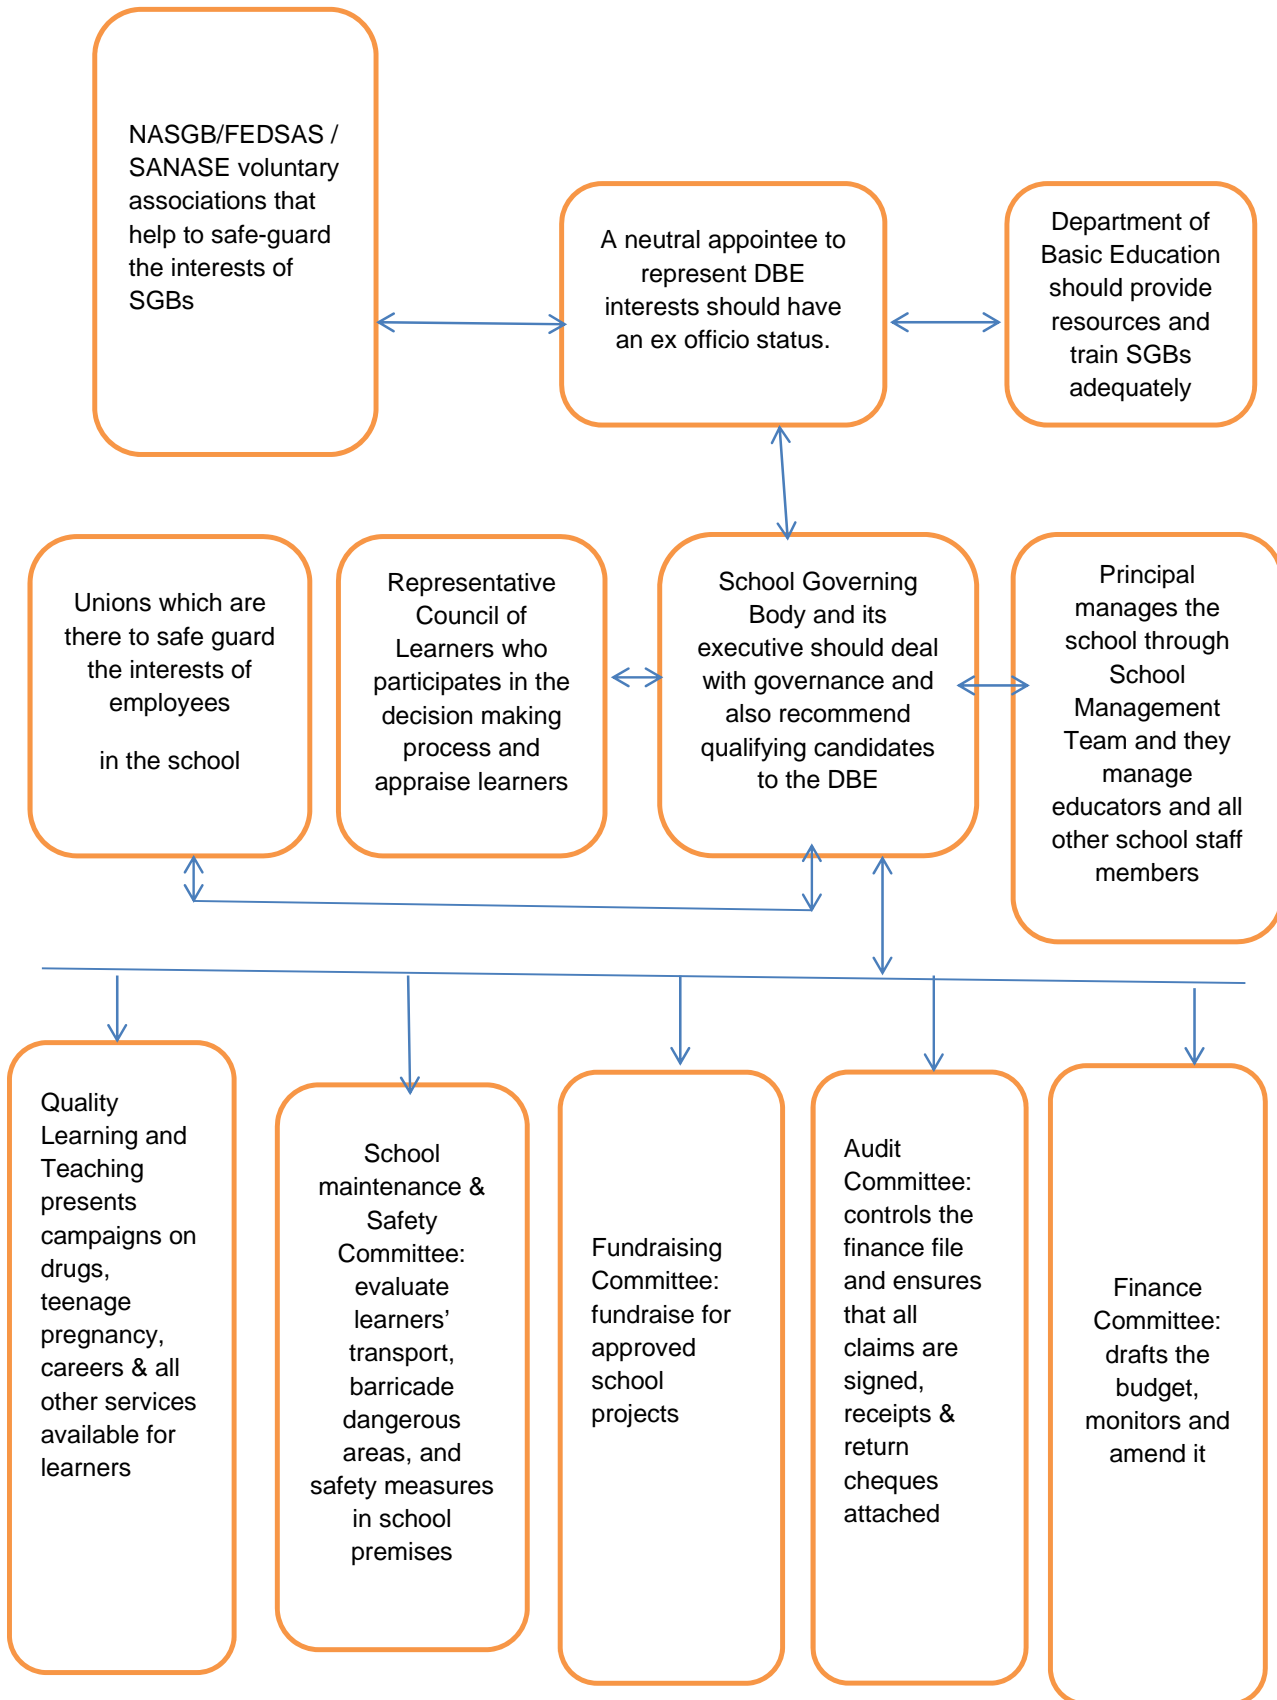 NASGB/FEDSAS /
SANASE voluntary
associations that
help to safe-guard
the interests of
SGBs
A neutral appointee to
represent DBE
interests should have
an ex officio status.
Department of
Basic Education
should provide
resources and
train SGBs
adequately
Unions which are
there to safe guard
the interests of
employees
in the school
Representative
Council of
Learners who
participates in the
decision making
process and
appraise learners
School Governing
Body and its
executive should deal
with governance and
also recommend
qualifying candidates
to the DBE
Principal
manages the
school through
School
Management
Team and they
manage
educators and all
other school staff
members
Quality
Learning and
Teaching
presents
campaigns on
drugs,
teenage
pregnancy,
careers & all
other services
available for
learners
School
maintenance &
Safety
Committee:
evaluate
learners’
transport,
barricade
dangerous
areas, and
safety measures
in school
premises
Fundraising
Committee:
fundraise for
approved
school
projects
Audit
Committee:
controls the
finance file
and ensures
that all
claims are
signed,
receipts &
return
cheques
attached
Finance
Committee:
drafts the
budget,
monitors and
amend it